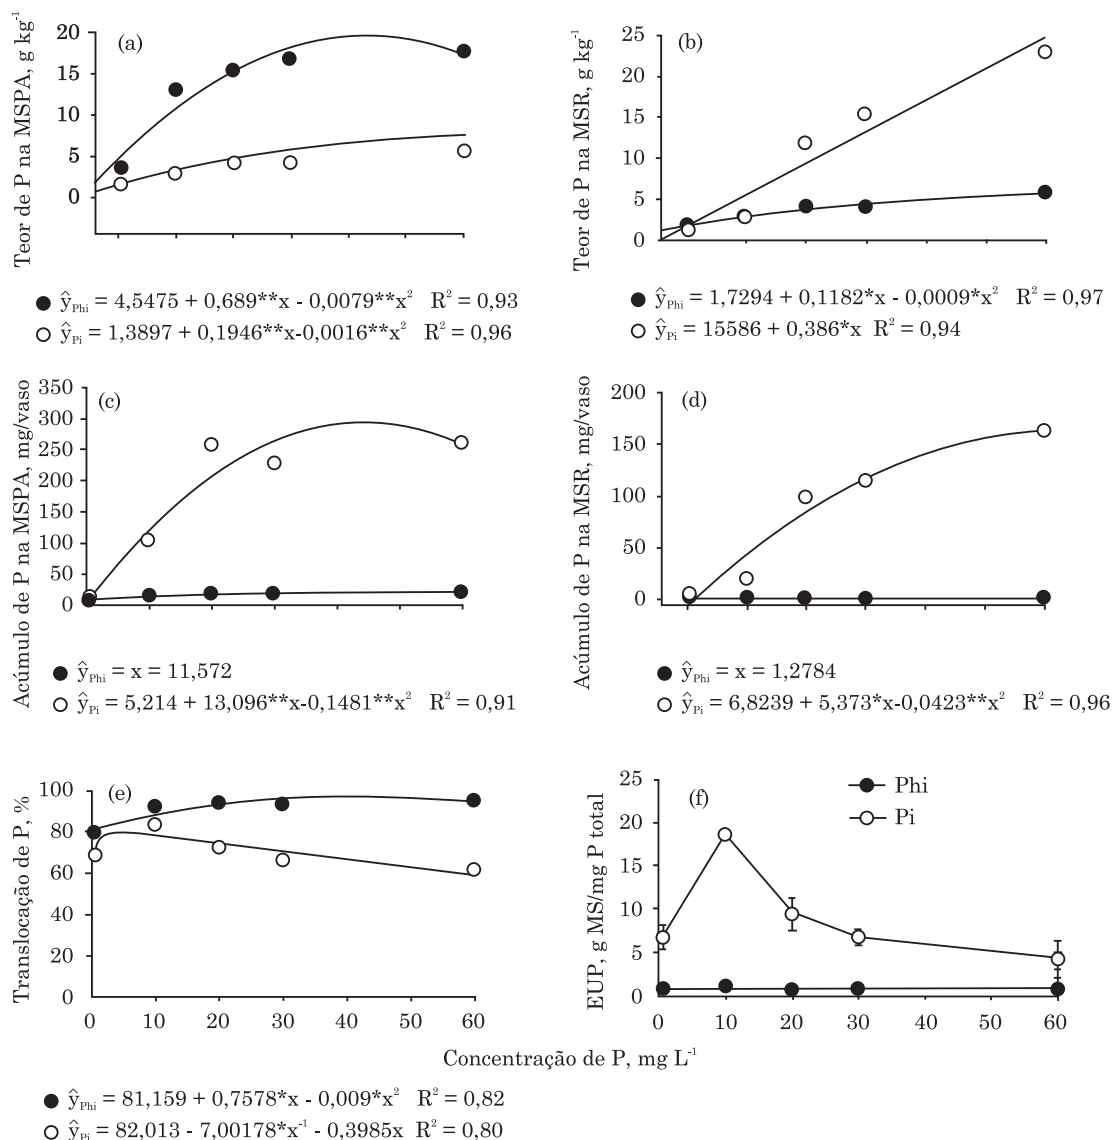 (a)
Teor de P na MSPA, g kg⁻¹
20
15
10
5
0
● ŷPhi = 4,5475 + 0,689**x - 0,0079**x² R² = 0,93
○ ŷPi = 1,3897 + 0,1946**x-0,0016**x² R² = 0,96
(b)
Teor de P na MSR, g kg⁻¹
25
20
15
10
5
0
● ŷPhi = 1,7294 + 0,1182*x - 0,0009*x² R² = 0,97
○ ŷPi = 15586 + 0,386*x R² = 0,94
(c)
Acúmulo de P na MSPA, mg/vaso
350
300
250
200
150
100
50
0
● ŷPhi = x = 11,572
○ ŷPi = 5,214 + 13,096**x-0,1481**x² R² = 0,91
(d)
Acúmulo de P na MSR, mg/vaso
200
150
100
50
0
● ŷPhi = x = 1,2784
○ ŷPi = 6,8239 + 5,373*x-0,0423**x² R² = 0,96
(e)
Translocação de P, %
100
80
60
40
20
0
0 10 20 30 40 50 60
(f)
EUP, g MS/mg P total
25
20
15
10
5
0
Phi
Pi
0 10 20 30 40 50 60
Concentração de P, mg L⁻¹
● ŷPhi = 81,159 + 0,7578*x - 0,009*x² R² = 0,82
○ ŷPi = 82,013 - 7,00178*x⁻¹ - 0,3985x R² = 0,80